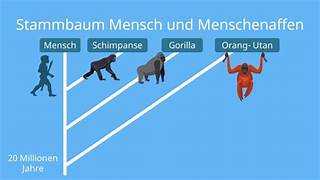 Stammbaum Mensch und Menschenaffen
Mensch Schimpanse Gorilla Orang- Utan
20 Millionen
Jahre